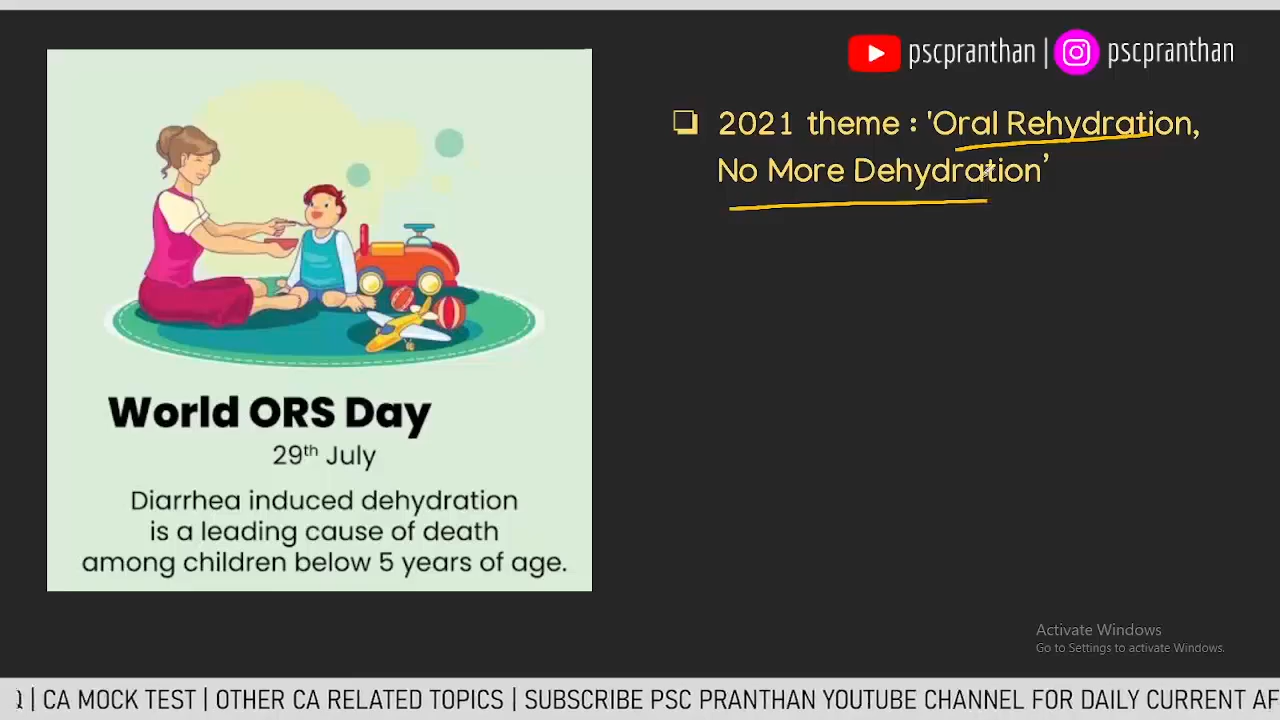 pscpranthan | pscpranthan
2021 theme : 'Oral Rehydration,
No More Dehydration'
World ORS Day
29th July
Diarrhea induced dehydration
is a leading cause of death
among children below 5 years of age.
Activate Windows
Go to Settings to activate Windows.
| CA MOCK TEST | OTHER CA RELATED TOPICS | SUBSCRIBE PSC PRANTHAN YOUTUBE CHANNEL FOR DAILY CURRENT AF